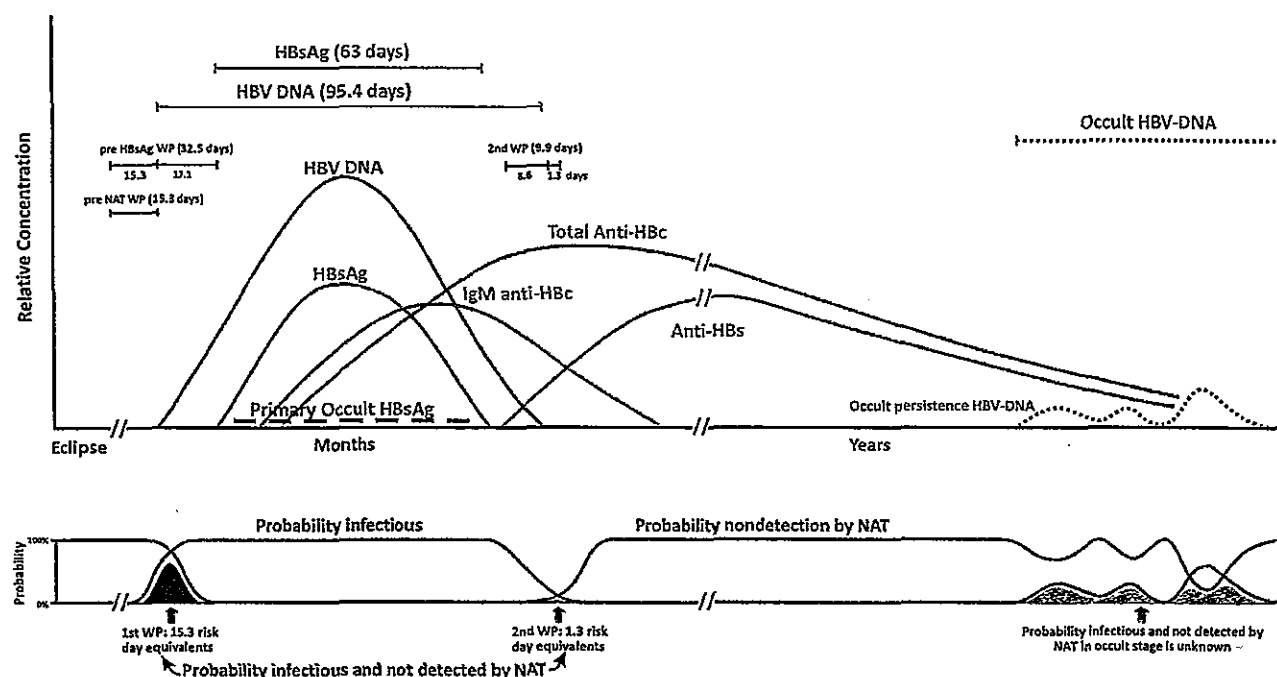 HBsAg (63 days)
HBV DNA (95.4 days)
Occult HBV-DNA
pre HBsAg WP (32.5 days)
15.3
17.1
pre NAT WP (15.3 days)
2nd WP (9.9 days)
8.6
1.3 days
HBV DNA
Total Anti-HBc
HBsAg
IgM anti-HBc
Anti-HBs
Relative Concentration
Primary Occult HBsAg
Occult persistence HBV-DNA
Eclipse
Months
Years
Probability infectious
Probability nondetection by NAT
Probability
100%
0%
1st WP: 15.3 risk
day equivalents
2nd WP: 1.3 risk
day equivalents
Probability infectious and not detected by NAT
Probability infectious and not detected by
NAT in occult stage is unknown